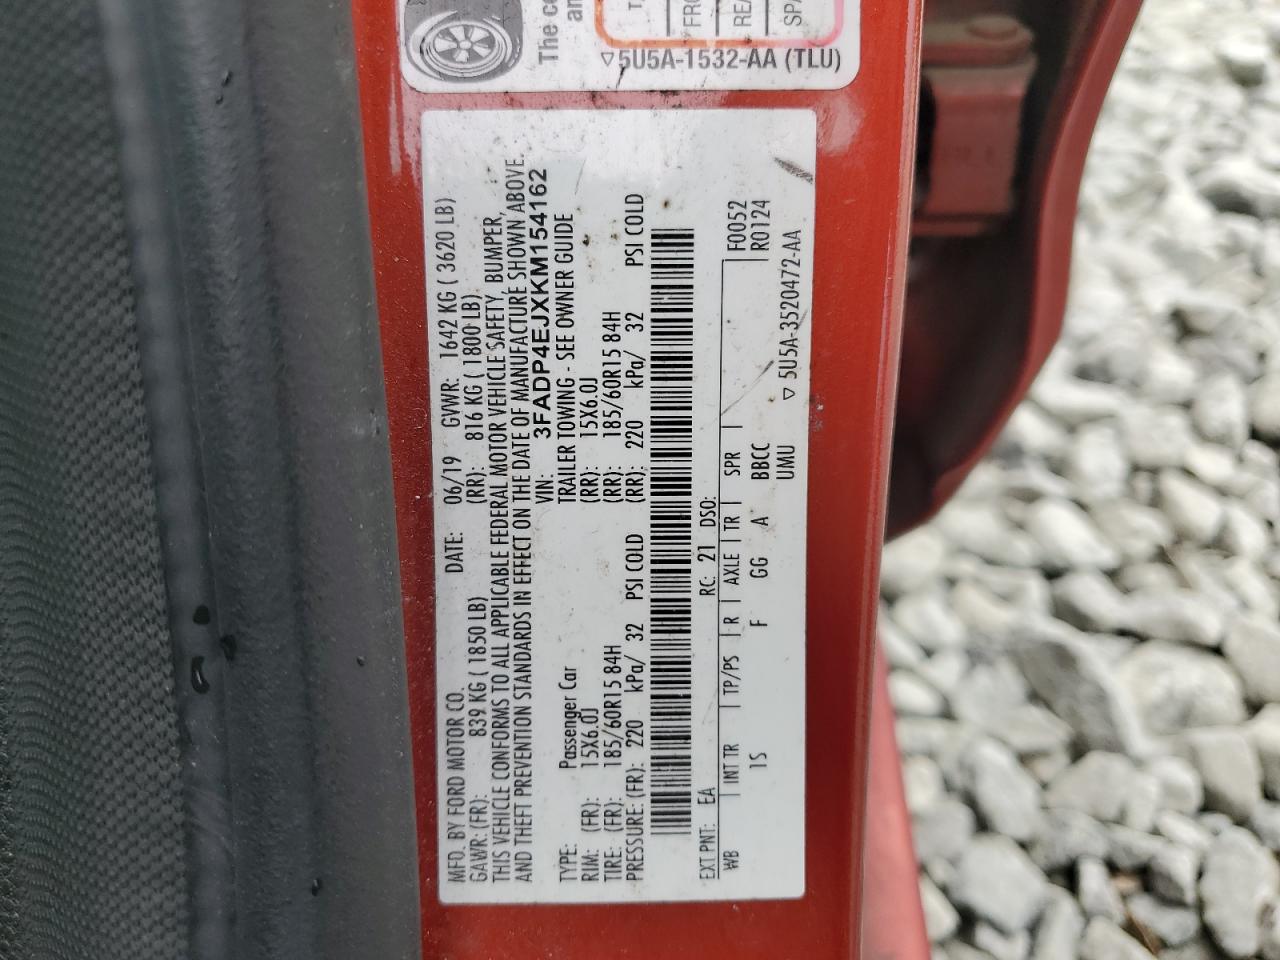 The co
an
T
FRO
REA
SPA
▽5U5A-1532-AA (TLU)
MFD. BY FORD MOTOR CO. DATE: 06/19 GVWR: 1642 KG ( 3620 LB)
GAWR: (FR): 839 KG ( 1850 LB) (RR): 816 KG ( 1800 LB)
THIS VEHICLE CONFORMS TO ALL APPLICABLE FEDERAL MOTOR VEHICLE SAFETY, BUMPER,
AND THEFT PREVENTION STANDARDS IN EFFECT ON THE DATE OF MANUFACTURE SHOWN ABOVE.
VIN: 3FADP4EJXKM154162
TYPE: Passenger Car TRAILER TOWING - SEE OWNER GUIDE
RIM: (FR): 15X6.0J (RR): 15X6.0J
TIRE: (FR): 185/60R15 84H (RR): 185/60R15 84H
PRESSURE: (FR): 220 kPa/ 32 PSI COLD (RR): 220 kPa/ 32 PSI COLD
EXT PNT: EA RC: 21 DSO:
WB | INT TR | TP/PS | R | AXLE | TR | SPR | F0052
1S F GG A BBCC R0124
UMU
▽ 5U5A-3520472-AA